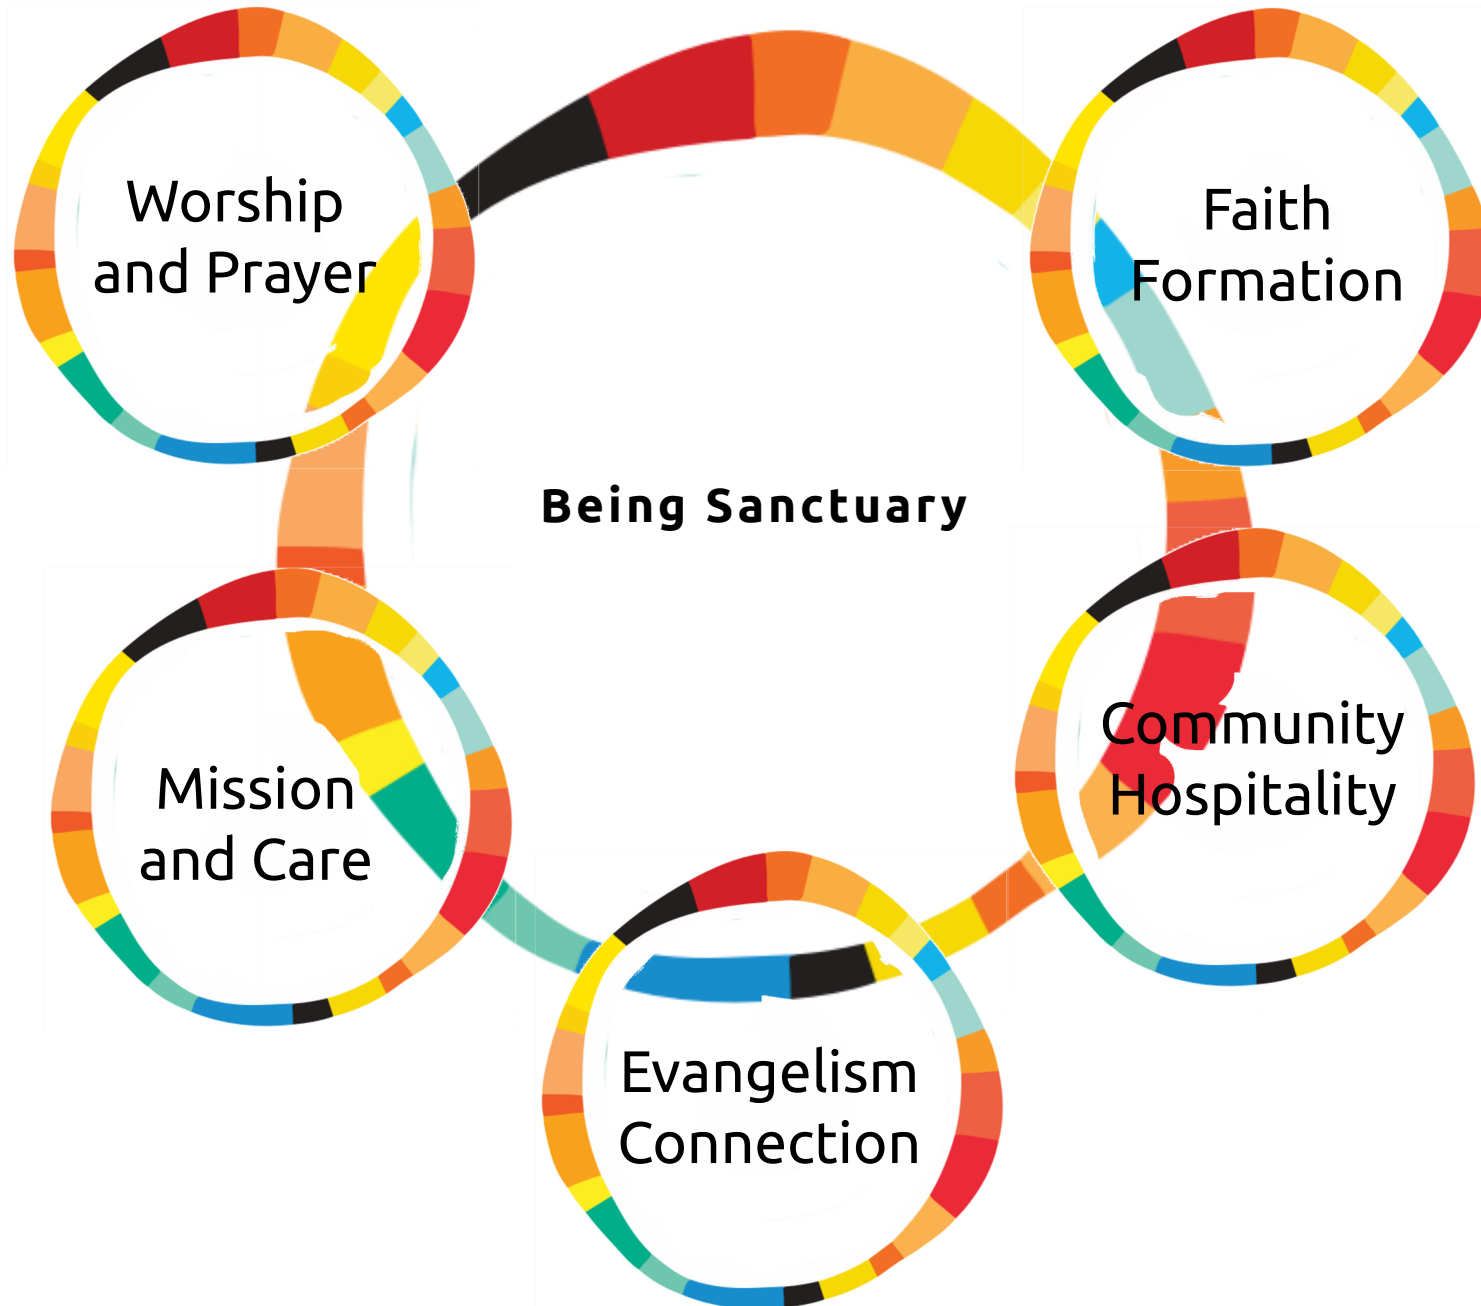 Worship
and Prayer
Faith
Formation
Being Sanctuary
Community
Hospitality
Mission
and Care
Evangelism
Connection